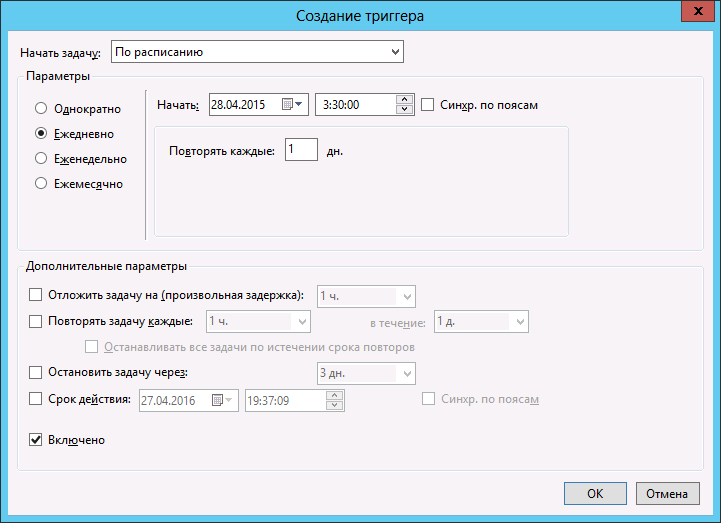 Создание триггера
x
Начать задачу: По расписанию
Параметры
Однократно
Ежедневно
Еженедельно
Ежемесячно
Начать: 28.04.2015 3:30:00 Синхр. по поясам
Повторять каждые: 1 дн.
Дополнительные параметры
Отложить задачу на (произвольная задержка): 1 ч.
Повторять задачу каждые: 1 ч. в течение: 1 д.
Останавливать все задачи по истечении срока повторов
Остановить задачу через: 3 дн.
Срок действия: 27.04.2016 19:37:09 Синхр. по поясам
Включено
ОК Отмена